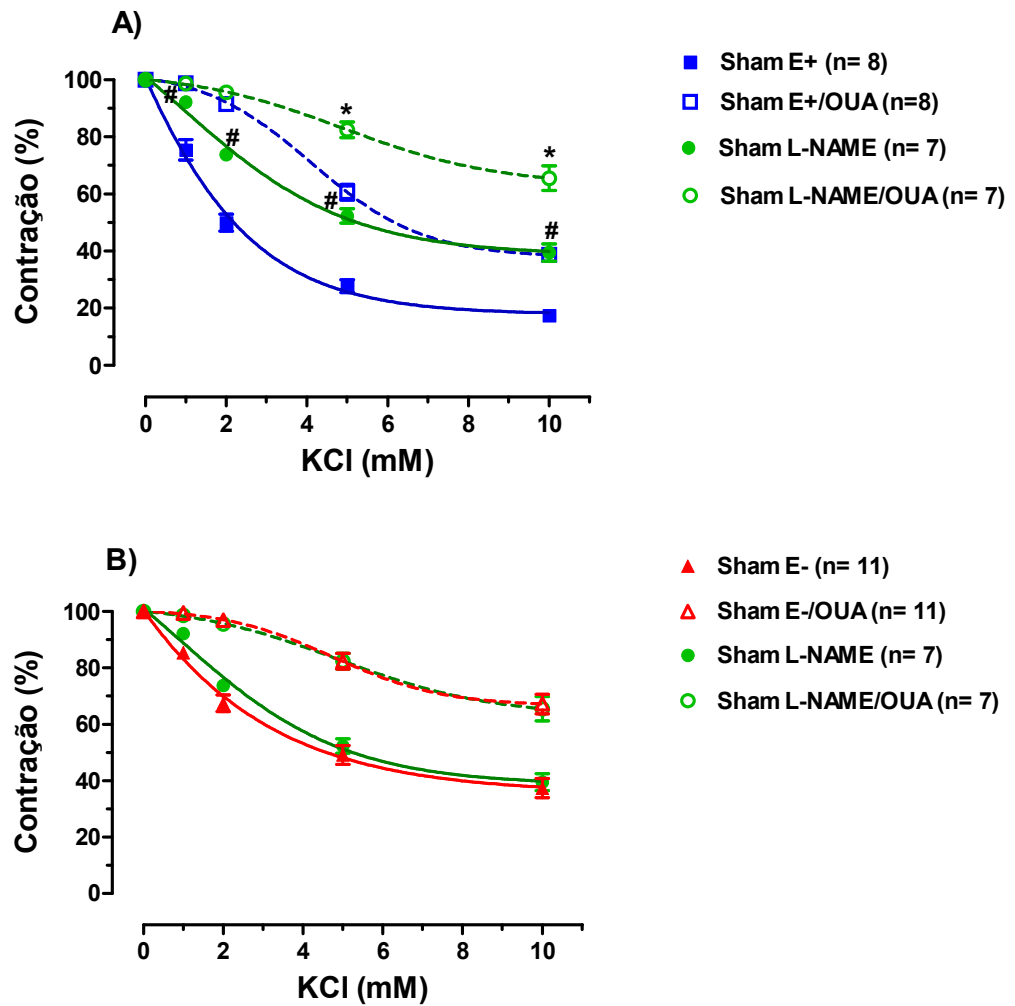 A)
Contração (%)
100
80
60
40
20
0
#
#
#
*
*
#
0 2 4 6 8 10
KCl (mM)
Sham E+ (n= 8)
Sham E+/OUA (n=8)
Sham L-NAME (n= 7)
Sham L-NAME/OUA (n= 7)
B)
Contração (%)
100
80
60
40
20
0
0 2 4 6 8 10
KCl (mM)
Sham E- (n= 11)
Sham E-/OUA (n= 11)
Sham L-NAME (n= 7)
Sham L-NAME/OUA (n= 7)